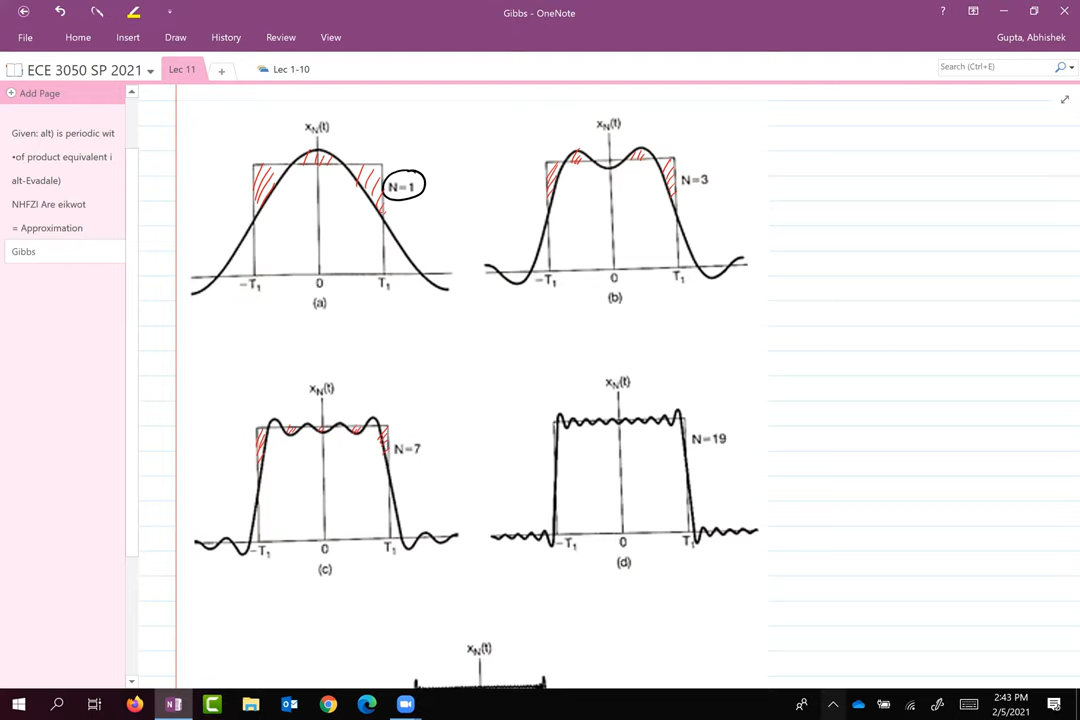 Gibbs - OneNote
?
File Home Insert Draw History Review View
Gupta, Abhishek
ECE 3050 SP 2021
Lec 11
+
Lec 1-10
Search (Ctrl+E)
Add Page
Given: alt) is periodic wit
•of product equivalent i
alt-Evadale)
NHFZI Are eikwot
= Approximation
Gibbs
xN(t)
N=1
-T1 0 T1
(a)
xN(t)
N=3
-T1 0 T1
(b)
xN(t)
N=7
-T1 0 T1
(c)
xN(t)
N=19
-T1 0 T1
(d)
xN(t)
2:43 PM
2/5/2021